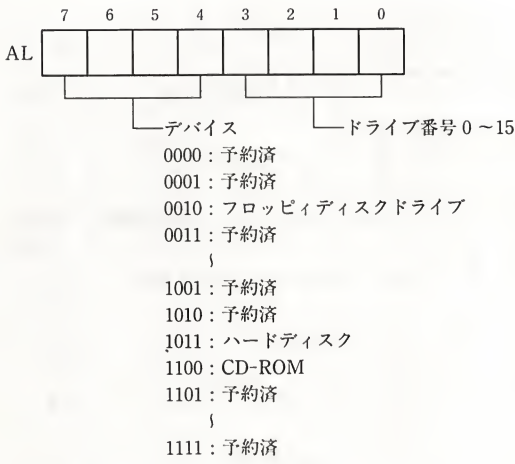 7 6 5 4 3 2 1 0
AL
デバイス ドライブ番号 0 ~15
0000 : 予約済
0001 : 予約済
0010 : フロッピィディスクドライブ
0011 : 予約済
~
1001 : 予約済
1010 : 予約済
1011 : ハードディスク
1100 : CD-ROM
1101 : 予約済
~
1111 : 予約済